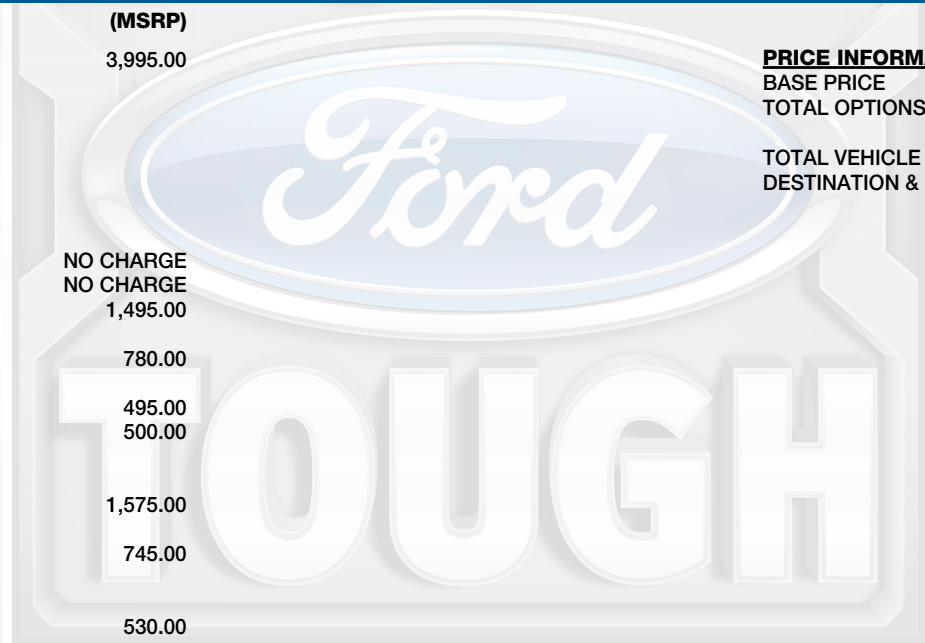 (MSRP)
3,995.00
NO CHARGE
NO CHARGE
1,495.00
780.00
495.00
500.00
1,575.00
745.00
530.00
PRICE INFORM
BASE PRICE
TOTAL OPTIONS
TOTAL VEHICLE
DESTINATION &
Ford
TOUGH